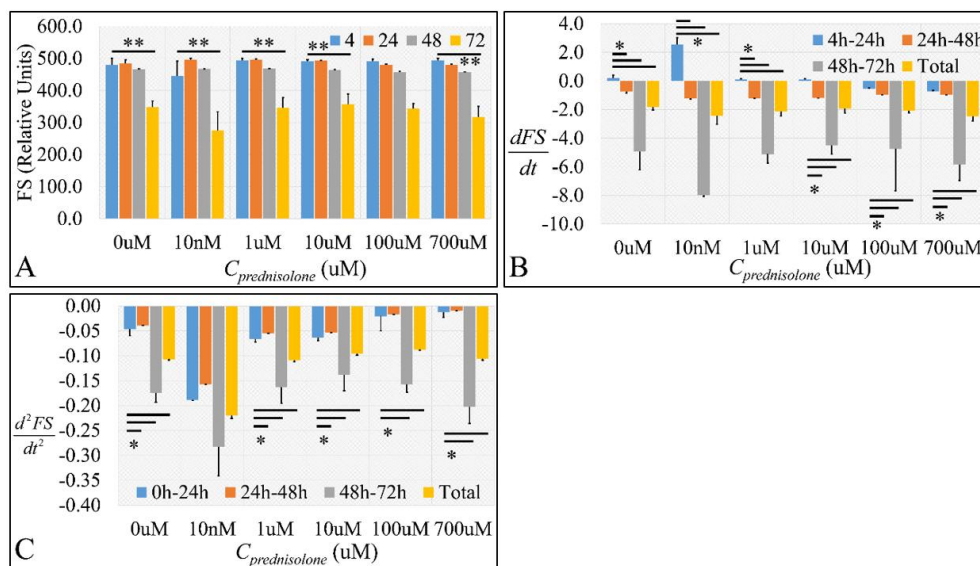 600.0
500.0
400.0
300.0
200.0
100.0
0.0
FS (Relative Units)
** ** ** ** **
4 24 48 72
0uM 10nM 1uM 10uM 100uM 700uM
C prednisolone (uM)
A
4.0
2.0
0.0
-2.0
-4.0
-6.0
-8.0
-10.0
dFS
dt
* * * * * *
4h-24h 24h-48h
48h-72h Total
0uM 10nM 1uM 10uM 100uM 700uM
C prednisolone (uM)
B
0.00
-0.05
-0.10
-0.15
-0.20
-0.25
-0.30
-0.35
-0.40
d²FS
dt²
* * * * *
0h-24h 24h-48h 48h-72h Total
0uM 10nM 1uM 10uM 100uM 700uM
C prednisolone (uM)
C